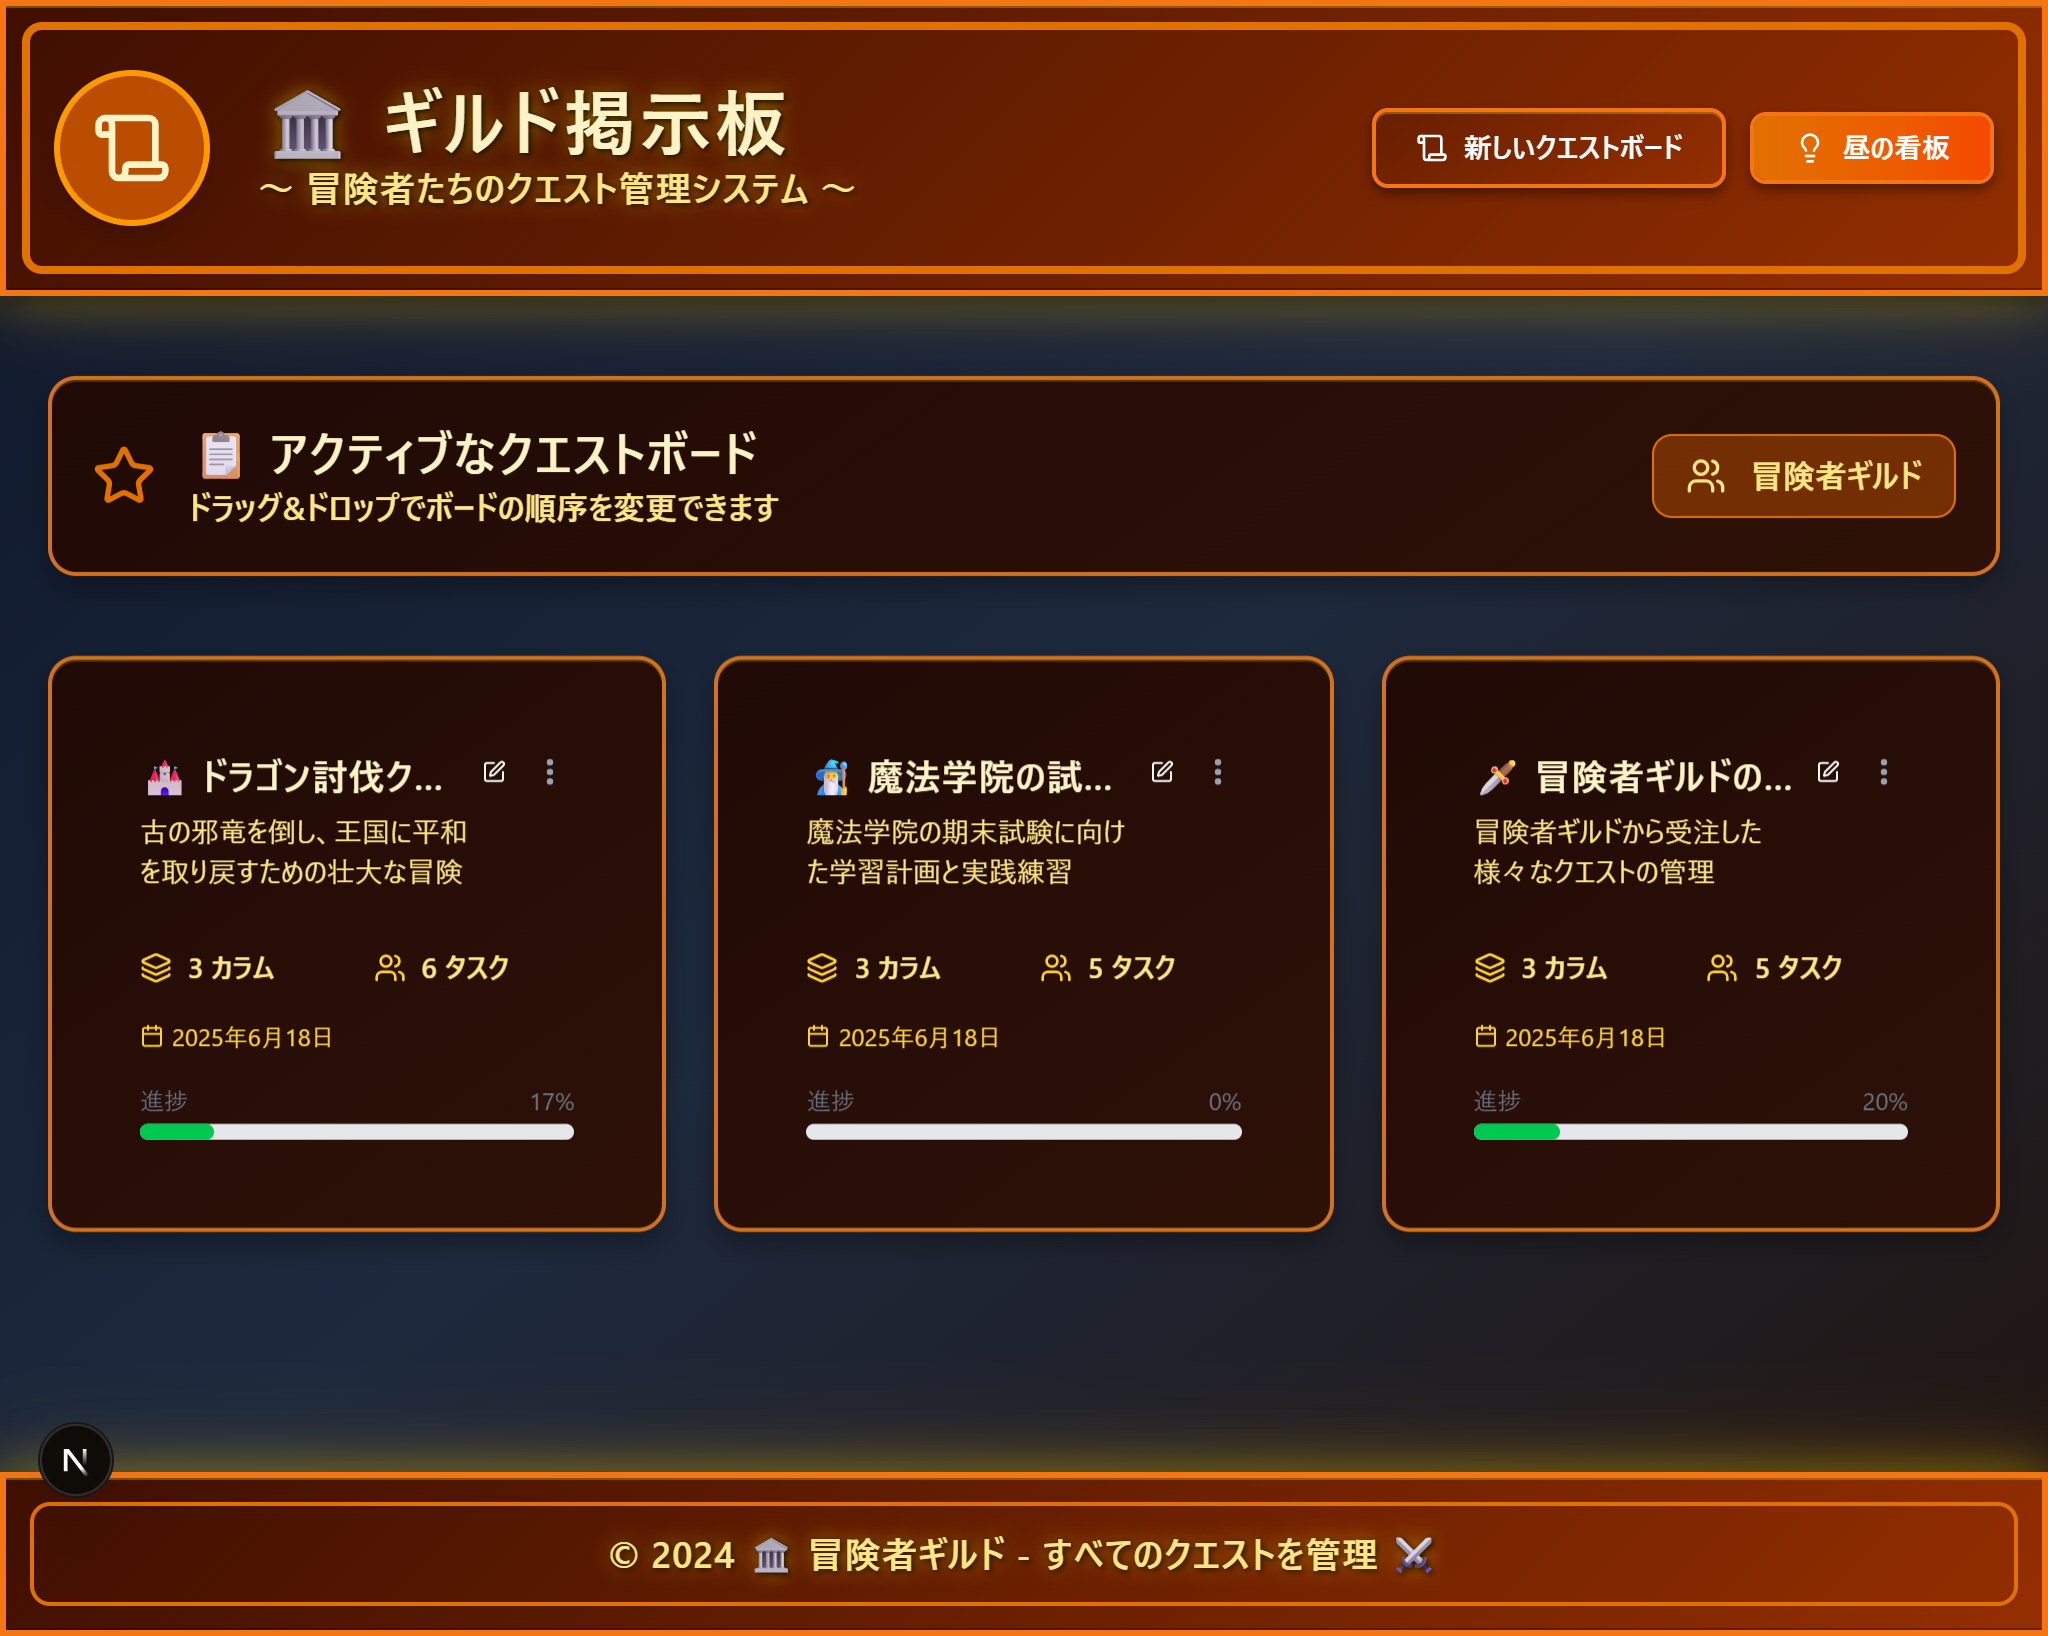 🏛️ ギルド掲示板
～ 冒険者たちのクエスト管理システム ～
新しいクエストボード
昼の看板
📋 アクティブなクエストボード
ドラッグ&ドロップでボードの順序を変更できます
冒険者ギルド
🏰 ドラゴン討伐ク...
古の邪竜を倒し、王国に平和
を取り戻すための壮大な冒険
3 カラム
6 タスク
2025年6月18日
進捗
17%
🧙‍♂️ 魔法学院の試...
魔法学院の期末試験に向け
た学習計画と実践練習
3 カラム
5 タスク
2025年6月18日
進捗
0%
🗡️ 冒険者ギルドの...
冒険者ギルドから受注した
様々なクエストの管理
3 カラム
5 タスク
2025年6月18日
進捗
20%
N
© 2024 🏛️ 冒険者ギルド - すべてのクエストを管理 ⚔️